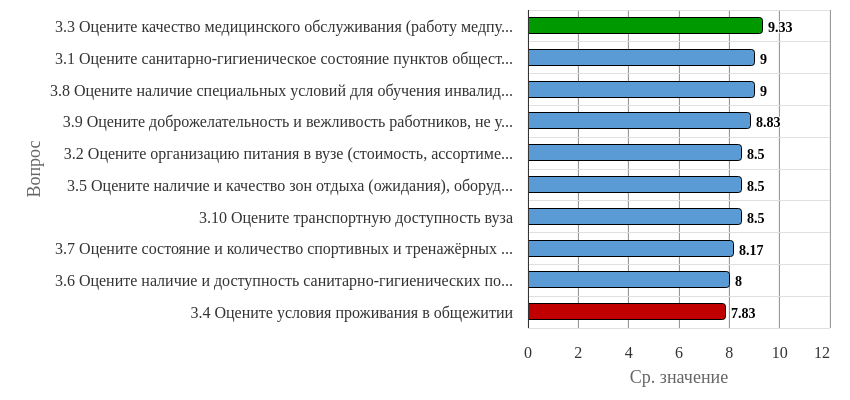 3.3 Оцените качество медицинского обслуживания (работу медпу... 9.33
3.1 Оцените санитарно-гигиеническое состояние пунктов общест... 9
3.8 Оцените наличие специальных условий для обучения инвалид... 9
3.9 Оцените доброжелательность и вежливость работников, не у... 8.83
3.2 Оцените организацию питания в вузе (стоимость, ассортиме... 8.5
3.5 Оцените наличие и качество зон отдыха (ожидания), оборуд... 8.5
3.10 Оцените транспортную доступность вуза 8.5
3.7 Оцените состояние и количество спортивных и тренажёрных ... 8.17
3.6 Оцените наличие и доступность санитарно-гигиенических по... 8
3.4 Оцените условия проживания в общежитии 7.83
Вопрос
0 2 4 6 8 10 12
Ср. значение